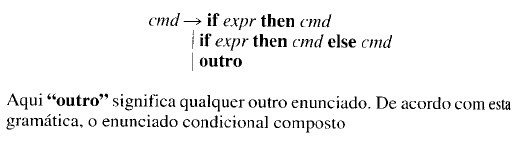 cmd → if expr then cmd
| if expr then cmd else cmd
| outro
Aqui “outro” significa qualquer outro enunciado. De acordo com esta
gramática, o enunciado condicional composto